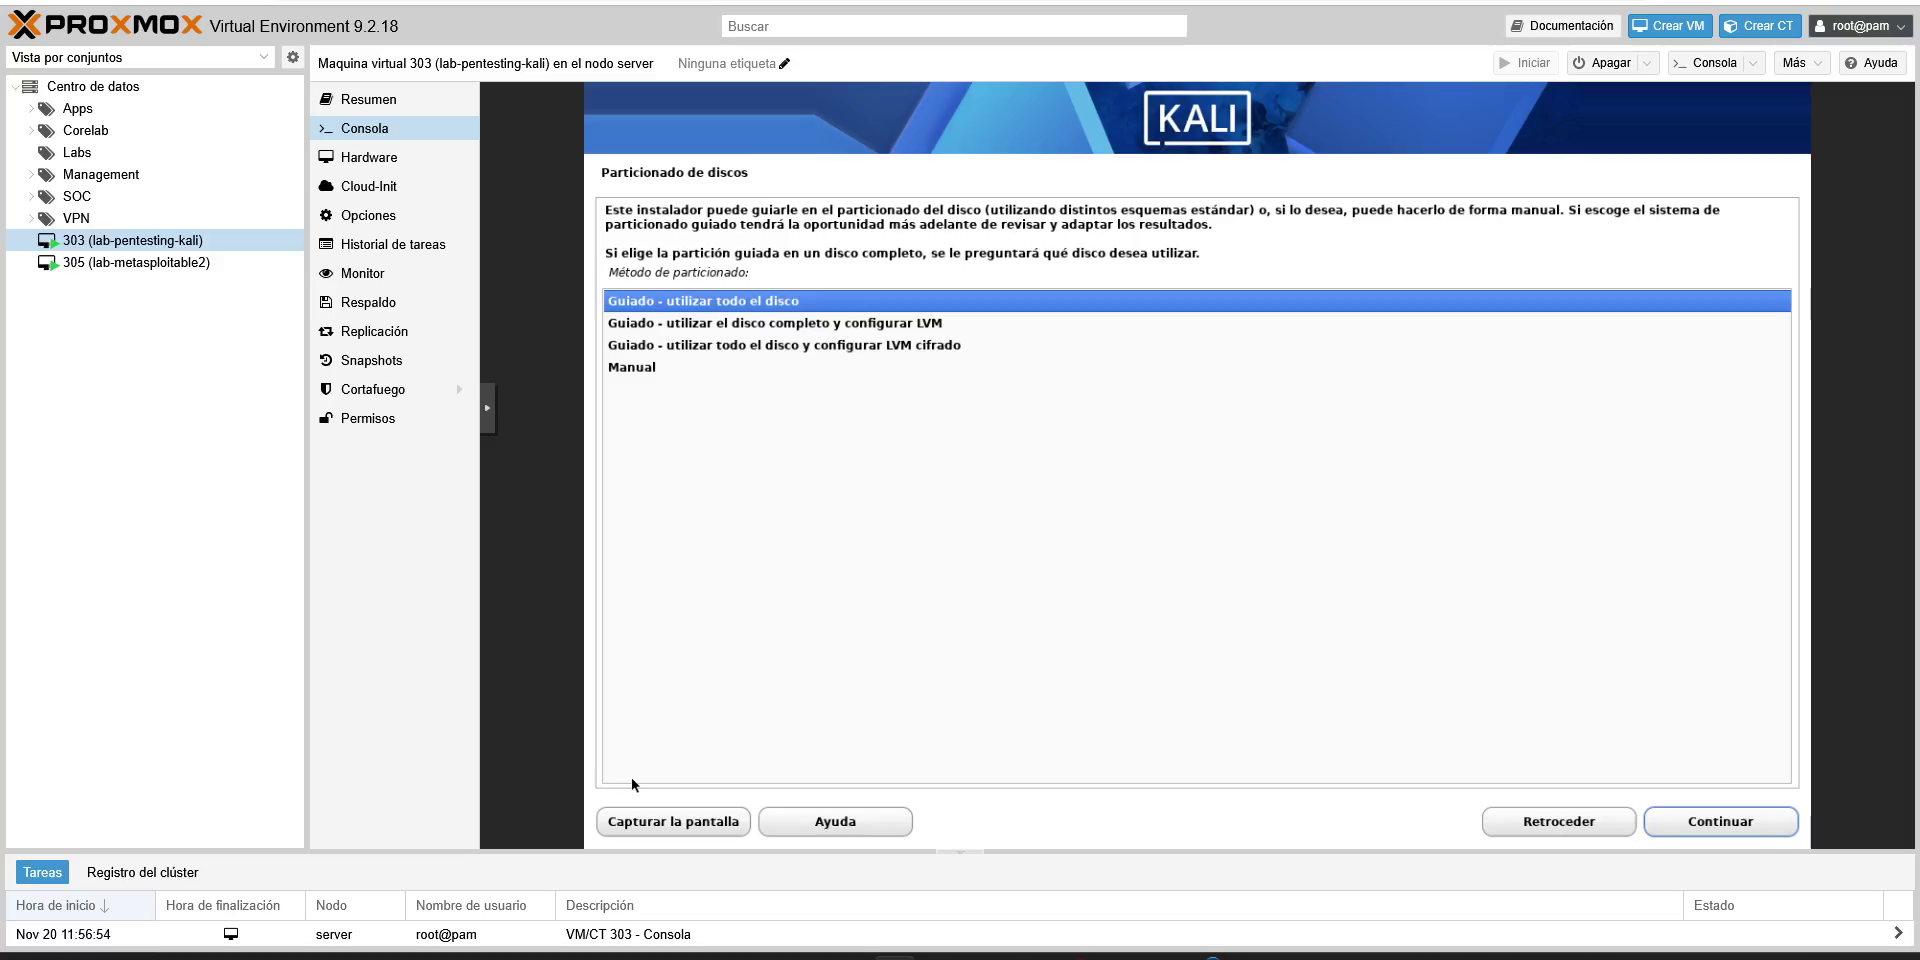 PROXMOX Virtual Environment 9.2.18
Buscar
Documentación
Crear VM
Crear CT
root@pam
Vista por conjuntos
Maquina virtual 303 (lab-pentesting-kali) en el nodo server
Ninguna etiqueta
Iniciar
Apagar
Consola
Más
Ayuda
Centro de datos
Apps
Corelab
Labs
Management
SOC
VPN
303 (lab-pentesting-kali)
305 (lab-metasploitable2)
Resumen
Consola
Hardware
Cloud-Init
Opciones
Historial de tareas
Monitor
Respaldo
Replicación
Snapshots
Cortafuego
Permisos
KALI
Particionado de discos
Este instalador puede guiarle en el particionado del disco (utilizando distintos esquemas estándar) o, si lo desea, puede hacerlo de forma manual. Si escoge el sistema de
particionado guiado tendrá la oportunidad más adelante de revisar y adaptar los resultados.
Si elige la partición guiada en un disco completo, se le preguntará qué disco desea utilizar.
Método de particionado:
Guiado - utilizar todo el disco
Guiado - utilizar el disco completo y configurar LVM
Guiado - utilizar todo el disco y configurar LVM cifrado
Manual
Capturar la pantalla
Ayuda
Retroceder
Continuar
Tareas
Registro del clúster
Hora de inicio
Hora de finalización
Nodo
Nombre de usuario
Descripción
Estado
Nov 20 11:56:54
server
root@pam
VM/CT 303 - Consola